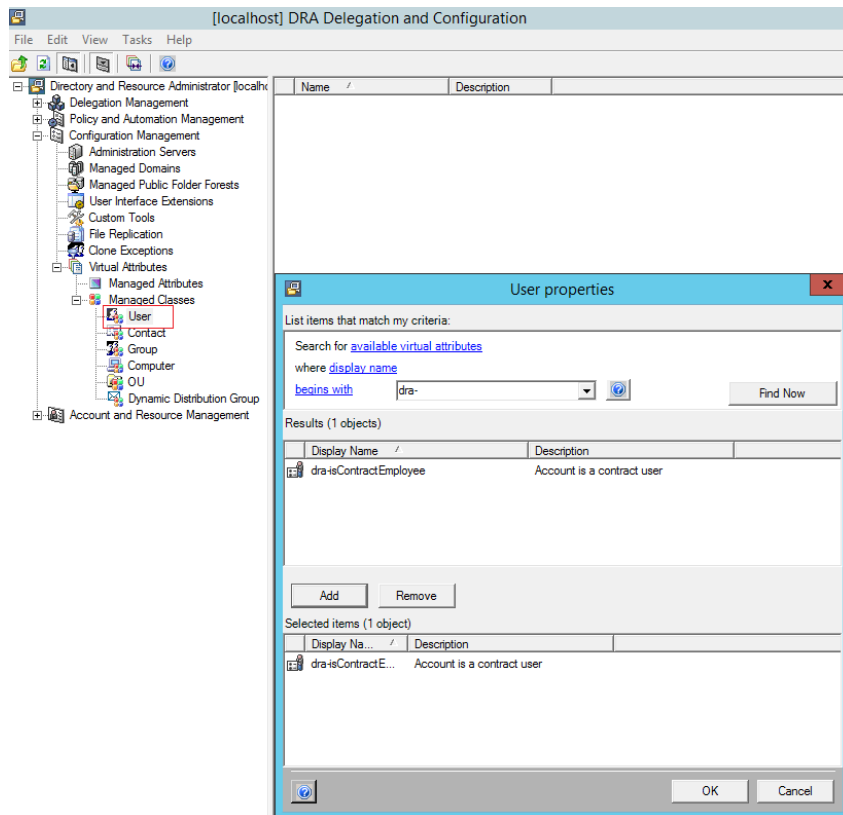 [localhost] DRA Delegation and Configuration
File Edit View Tasks Help
Directory and Resource Administrator [localho
Delegation Management
Policy and Automation Management
Configuration Management
Administration Servers
Managed Domains
Managed Public Folder Forests
User Interface Extensions
Custom Tools
File Replication
Clone Exceptions
Virtual Attributes
Managed Attributes
Managed Classes
User
Contact
Group
Computer
OU
Dynamic Distribution Group
Account and Resource Management
Name Description
User properties
x
List items that match my criteria:
Search for available virtual attributes
where display name
begins with dra- Find Now
Results (1 objects)
Display Name Description
dra-isContractEmployee Account is a contract user
Add Remove
Selected items (1 object)
Display Na... Description
dra-isContractE... Account is a contract user
OK Cancel